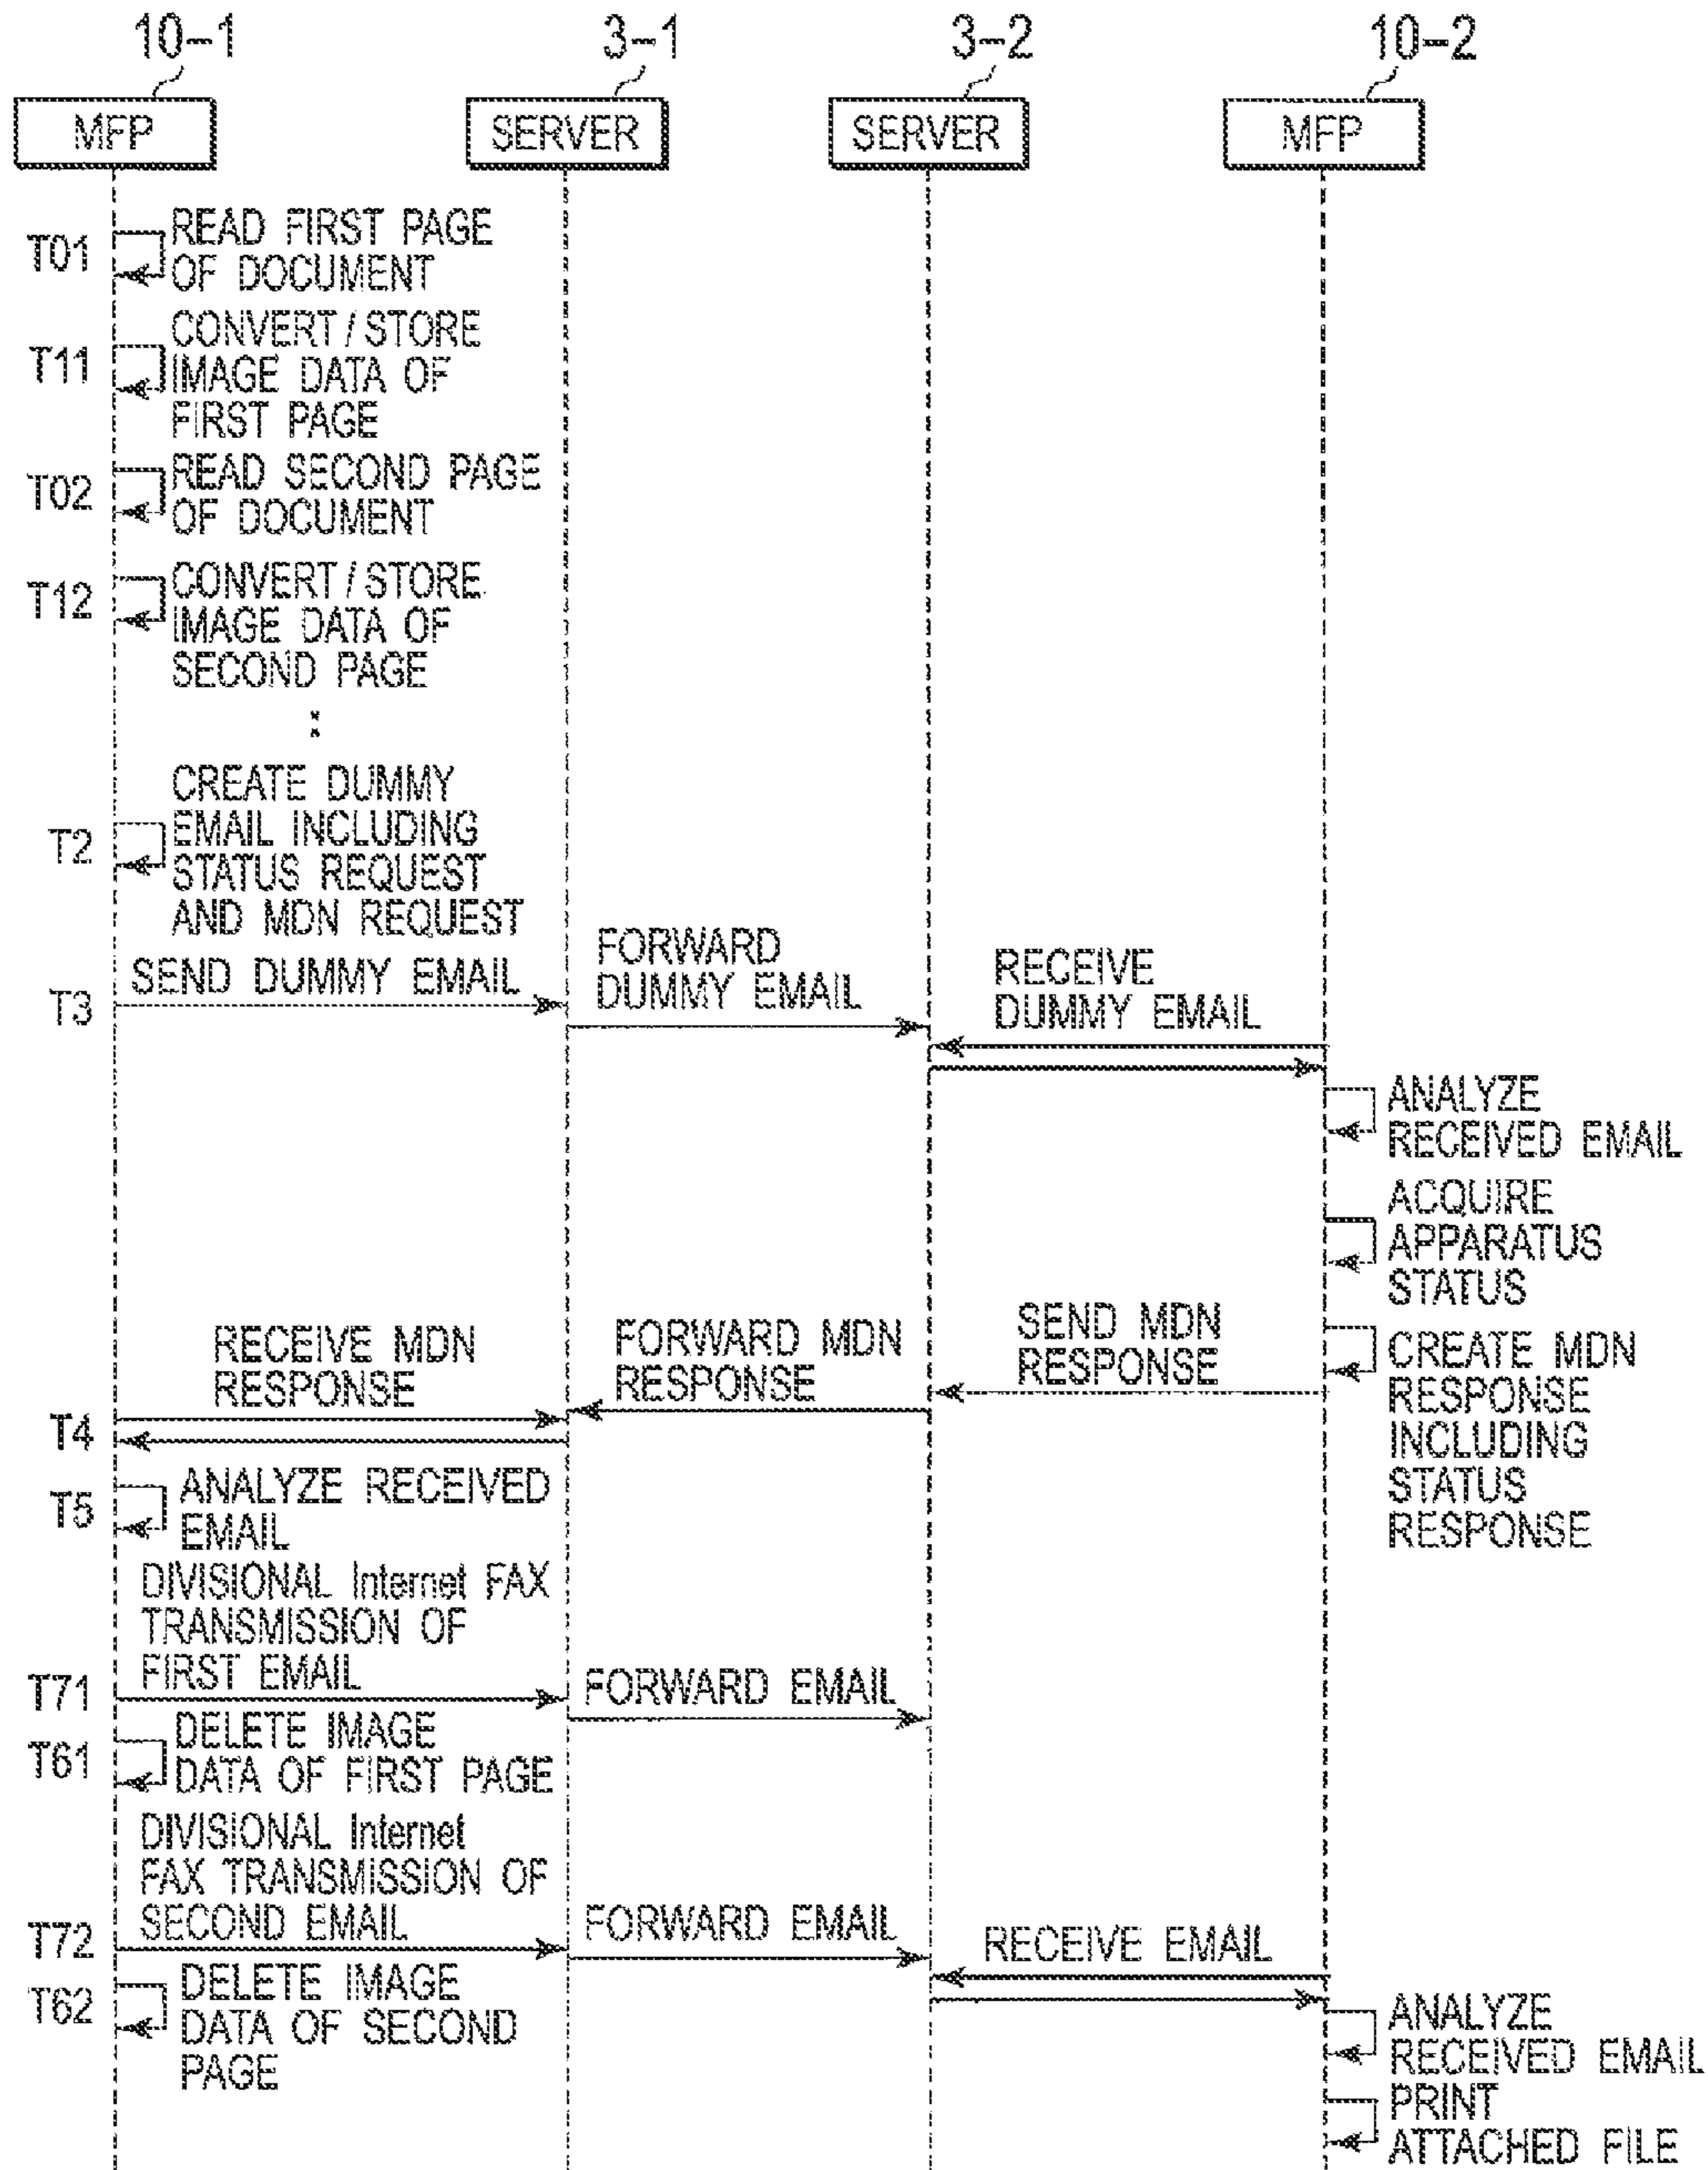 10-1
3-1
3-2
10-2
MFP
SERVER
SERVER
MFP
T01
READ FIRST PAGE
OF DOCUMENT
T11
CONVERT / STORE
IMAGE DATA OF
FIRST PAGE
T02
READ SECOND PAGE
OF DOCUMENT
T12
CONVERT / STORE
IMAGE DATA OF
SECOND PAGE
:
T2
CREATE DUMMY
EMAIL INCLUDING
STATUS REQUEST
AND MDN REQUEST
T3
SEND DUMMY EMAIL
FORWARD
DUMMY EMAIL
RECEIVE
DUMMY EMAIL
ANALYZE
RECEIVED EMAIL
ACQUIRE
APPARATUS
STATUS
CREATE MDN
RESPONSE
INCLUDING
STATUS
RESPONSE
SEND MDN
RESPONSE
FORWARD MDN
RESPONSE
RECEIVE MDN
RESPONSE
T4
T5
ANALYZE RECEIVED
EMAIL
DIVISIONAL Internet FAX
TRANSMISSION OF
FIRST EMAIL
T71
FORWARD EMAIL
T61
DELETE IMAGE
DATA OF FIRST PAGE
DIVISIONAL Internet
FAX TRANSMISSION OF
SECOND EMAIL
T72
FORWARD EMAIL
RECEIVE EMAIL
T62
DELETE IMAGE
DATA OF SECOND
PAGE
ANALYZE
RECEIVED EMAIL
PRINT
ATTACHED FILE